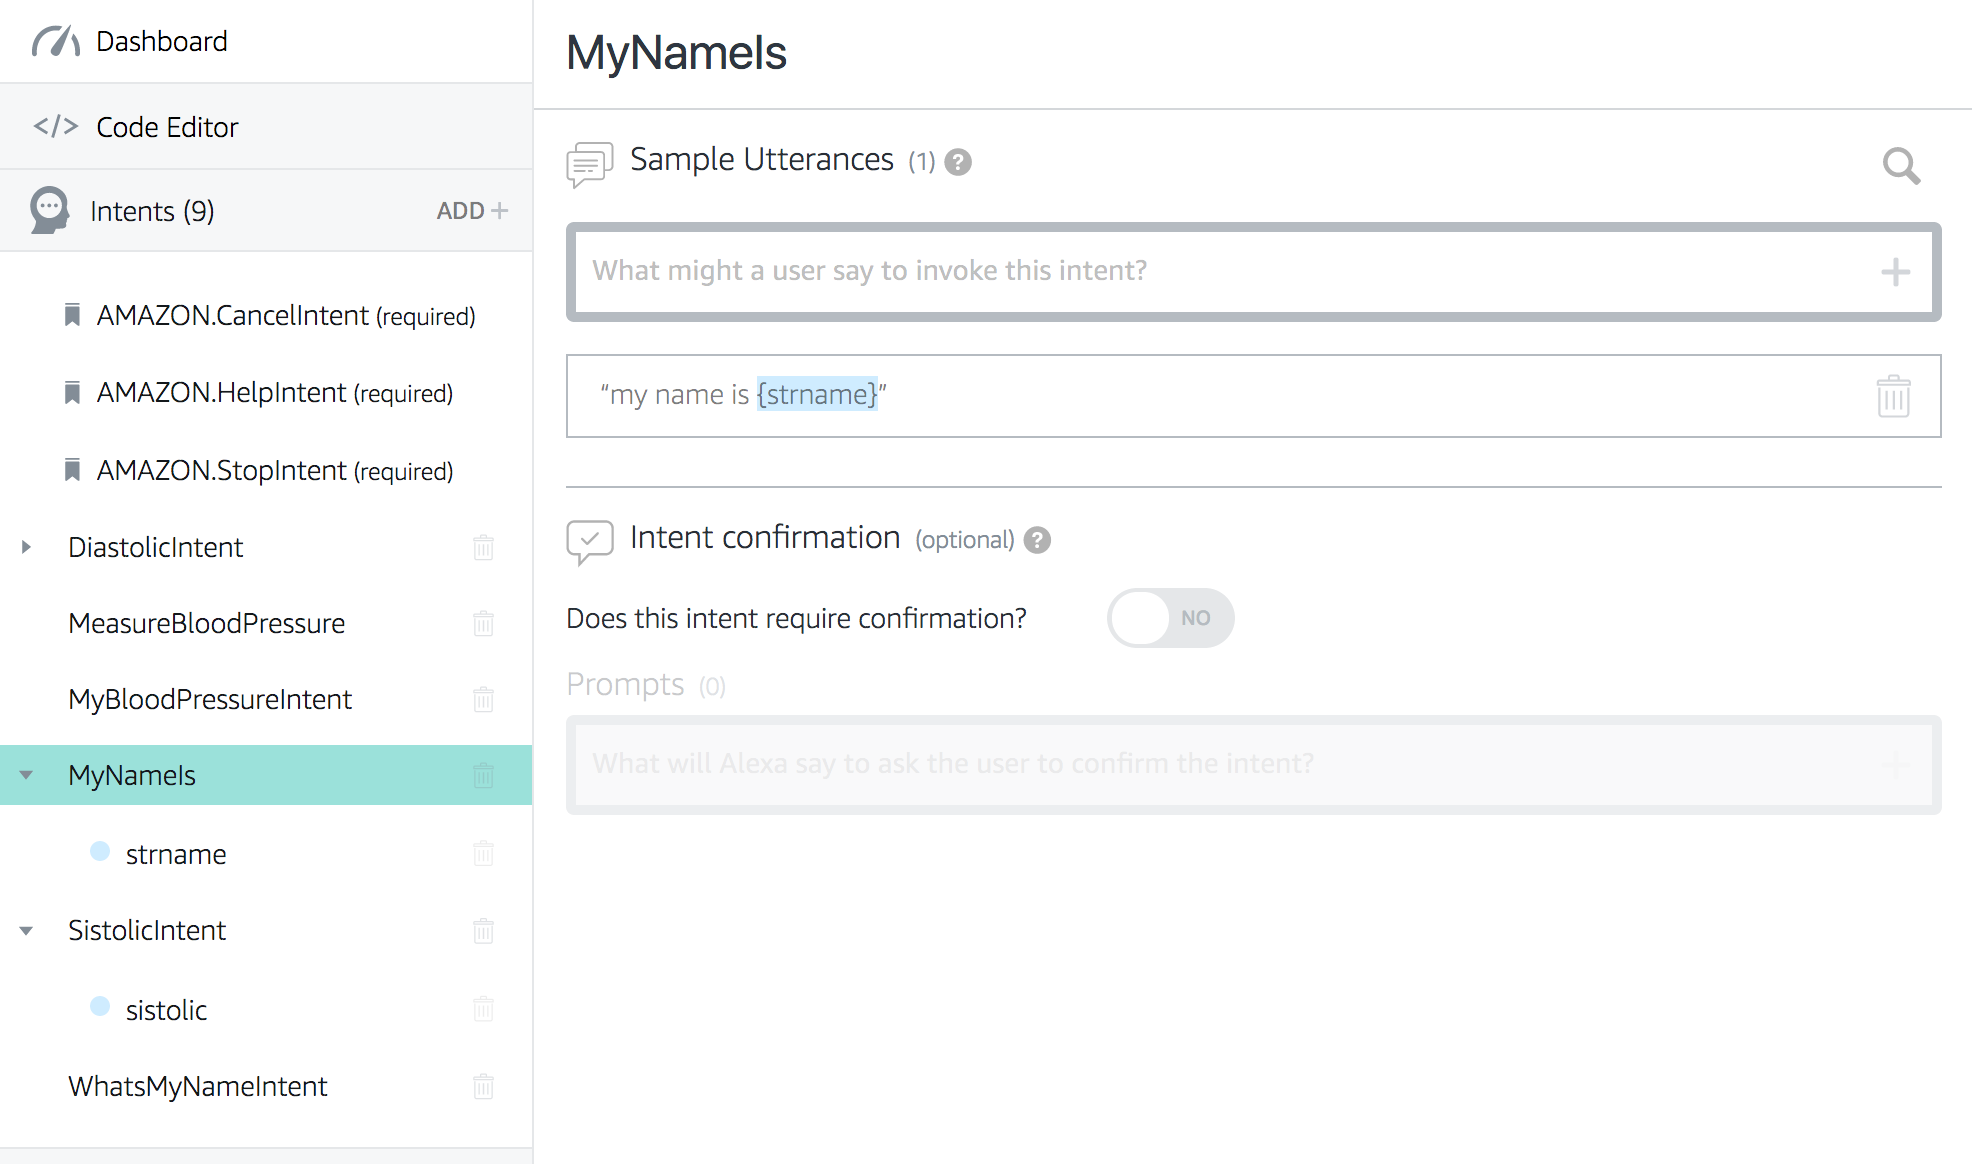 Dashboard
</> Code Editor
Intents (9) ADD +
AMAZON.CancelIntent (required)
AMAZON.HelpIntent (required)
AMAZON.StopIntent (required)
DiastolicIntent
MeasureBloodPressure
MyBloodPressureIntent
MyNameIs
strname
SistolicIntent
sistolic
WhatsMyNameIntent
MyNameIs
Sample Utterances (1) ?
What might a user say to invoke this intent? +
“my name is {strname}”
Intent confirmation (optional) ?
Does this intent require confirmation? NO
Prompts (0)
What will Alexa say to ask the user to confirm the intent? +